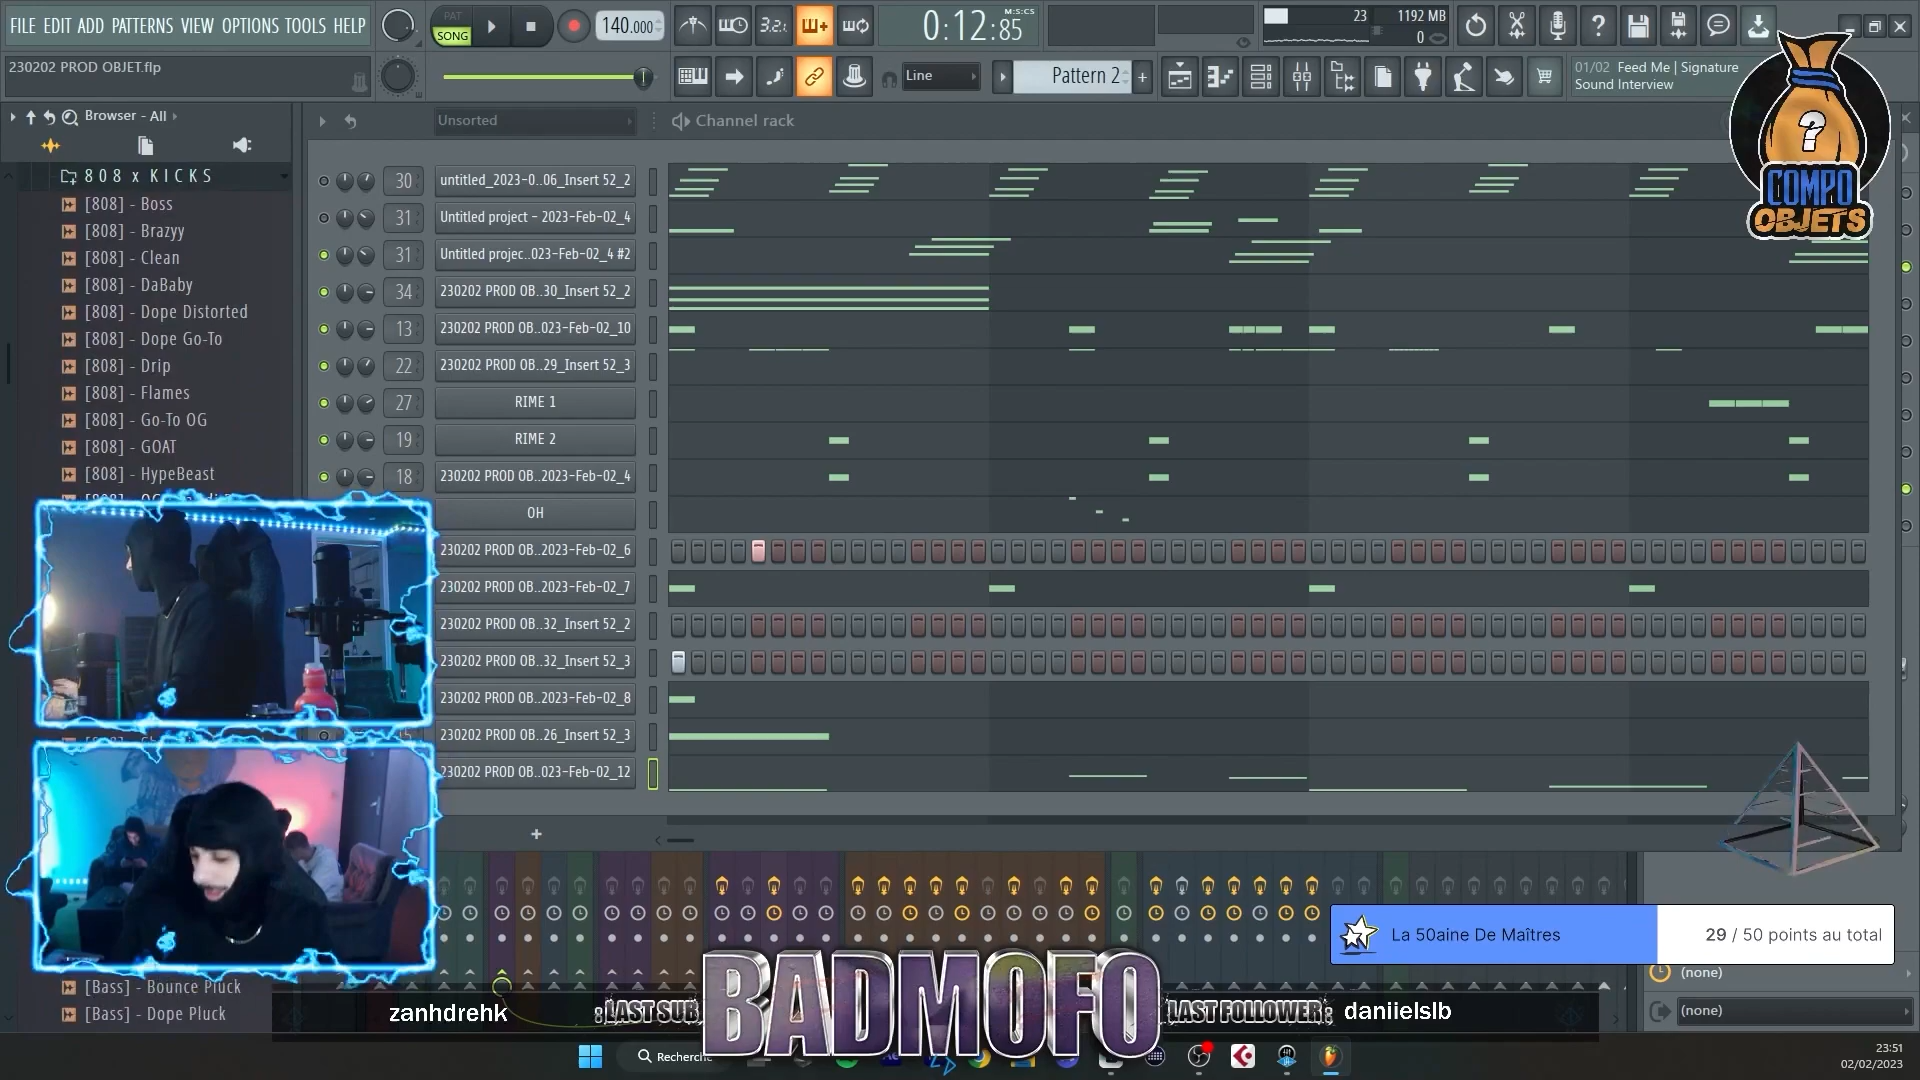 FILE EDIT ADD PATTERNS VIEW OPTIONS TOOLS HELP
PAT
SONG
140.000
3.2.1
0:12:85
M:S:CS
23
1192 MB
0
230202 PROD OBJET.flp
Line
Pattern 2
+
01/02 Feed Me | Signature
Sound Interview
?
COMPO
OBJETS
Browser - All
Unsorted
Channel rack
808 x KICKS
[808] - Boss
[808] - Brazyy
[808] - Clean
[808] - DaBaby
[808] - Dope Distorted
[808] - Dope Go-To
[808] - Drip
[808] - Flames
[808] - Go-To OG
[808] - GOAT
[808] - HypeBeast
30 untitled_2023-0..06_Insert 52_2
31 Untitled project - 2023-Feb-02_4
31 Untitled projec..023-Feb-02_4 #2
34 230202 PROD OB..30_Insert 52_2
13 230202 PROD OB..023-Feb-02_10
22 230202 PROD OB..29_Insert 52_3
27 RIME 1
19 RIME 2
18 230202 PROD OB..2023-Feb-02_4
OH
230202 PROD OB..2023-Feb-02_6
230202 PROD OB..2023-Feb-02_7
230202 PROD OB..32_Insert 52_2
230202 PROD OB..32_Insert 52_3
230202 PROD OB..2023-Feb-02_8
230202 PROD OB..26_Insert 52_3
230202 PROD OB..023-Feb-02_12
+
La 50aine De Maîtres
29 / 50 points au total
(none)
(none)
[Bass] - Bounce Pluck
[Bass] - Dope Pluck
zanhdrehk
LAST SUB
BADMOFO
LAST FOLLOWER:
daniielslb
Recherche
23:51
02/02/2023